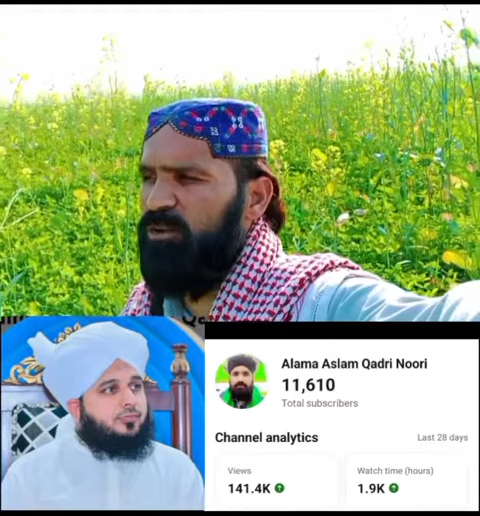 Alama Aslam Qadri Noori
11,610
Total subscribers
Channel analytics
Last 28 days
Views
Watch time (hours)
141.4K
1.9K